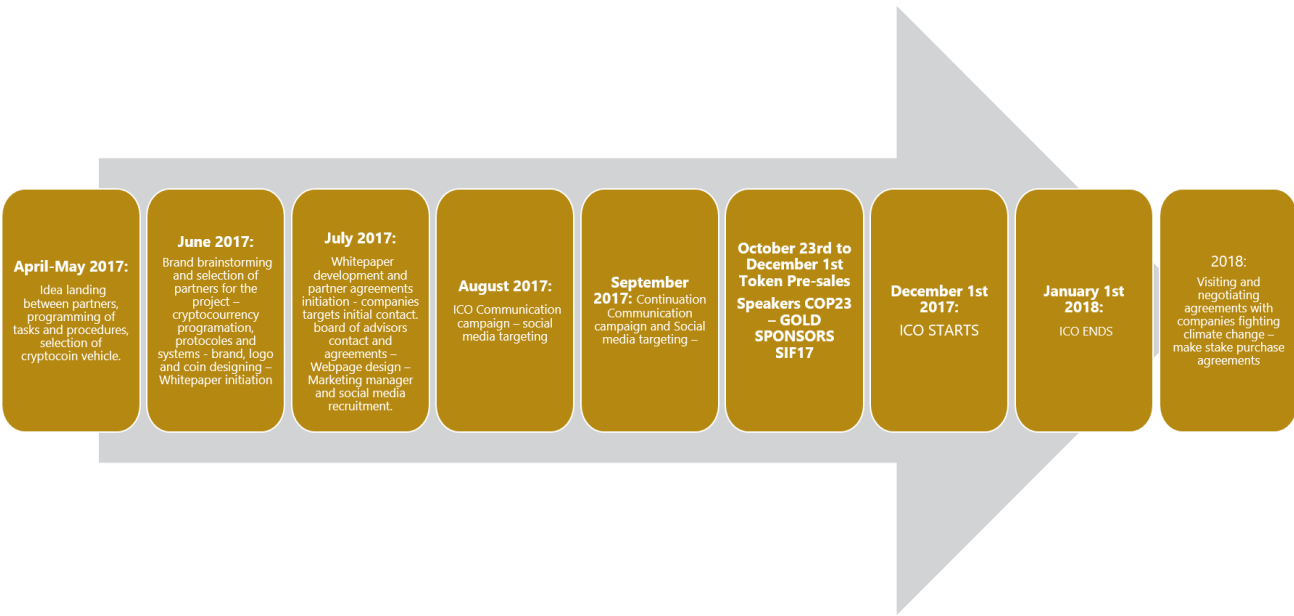 April-May 2017:
Idea landing
between partners,
programming of
tasks and procedures,
selection of
cryptocoin vehicle.
June 2017:
Brand brainstorming
and selection of
partners for the
project –
cryptocourrency
programation,
protocoles and
systems - brand, logo
and coin designing –
Whitepaper initiation
July 2017:
Whitepaper
development and
partner agreements
initiation - companies
targets initial contact.
board of advisors
contact and
agreements –
Webpage design –
Marketing manager
and social media
recruitment.
August 2017:
ICO Communication
campaign – social
media targeting
September
2017: Continuation
Communication
campaign and Social
media targeting –
October 23rd to
December 1st
Token Pre-sales
Speakers COP23
– GOLD
SPONSORS
SIF17
December 1st
2017:
ICO STARTS
January 1st
2018:
ICO ENDS
2018:
Visiting and
negotiating
agreements with
companies fighting
climate change –
make stake purchase
agreements